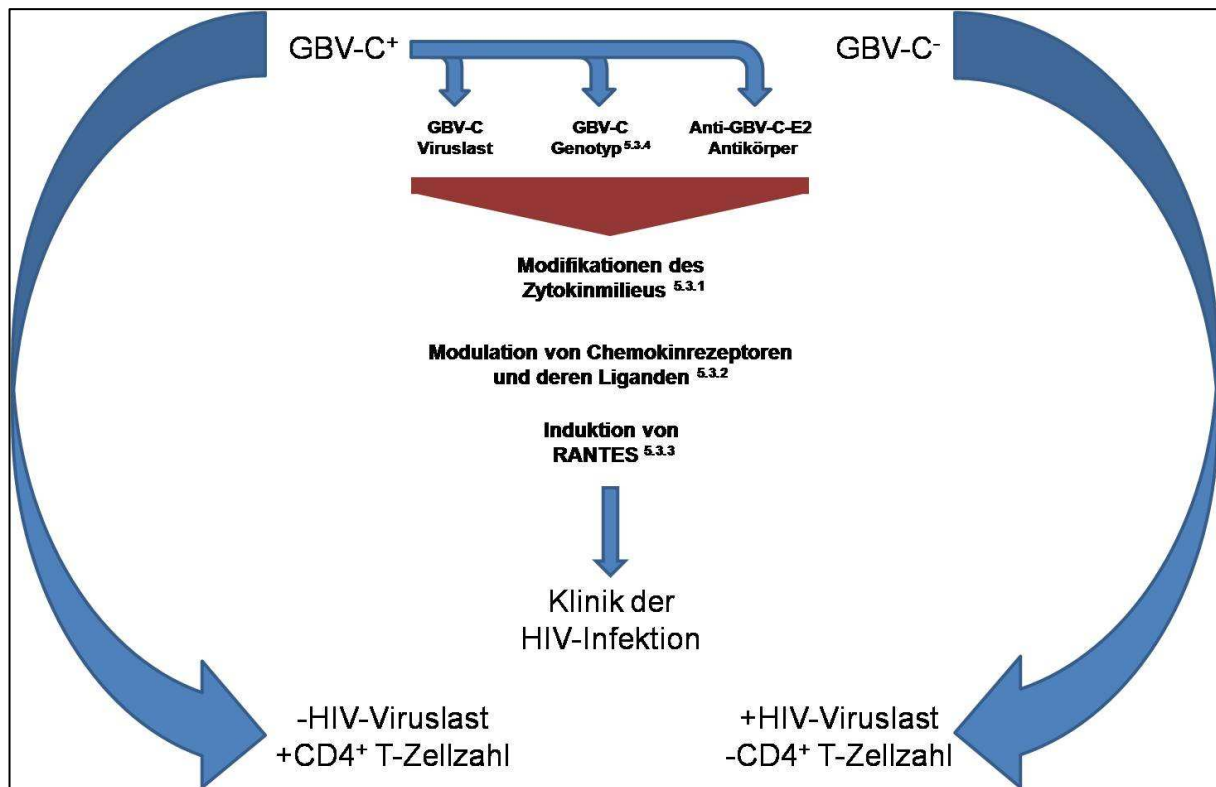 GBV-C⁺
GBV-C⁻
GBV-C
Viruslast
GBV-C
Genotyp 5.3.4
Anti-GBV-C-E2
Antikörper
Modifikationen des
Zytokinmilieus 5.3.1
Modulation von Chemokinrezeptoren
und deren Liganden 5.3.2
Induktion von
RANTES 5.3.3
Klinik der
HIV-Infektion
-HIV-Viruslast
+CD4⁺ T-Zellzahl
+HIV-Viruslast
-CD4⁺ T-Zellzahl